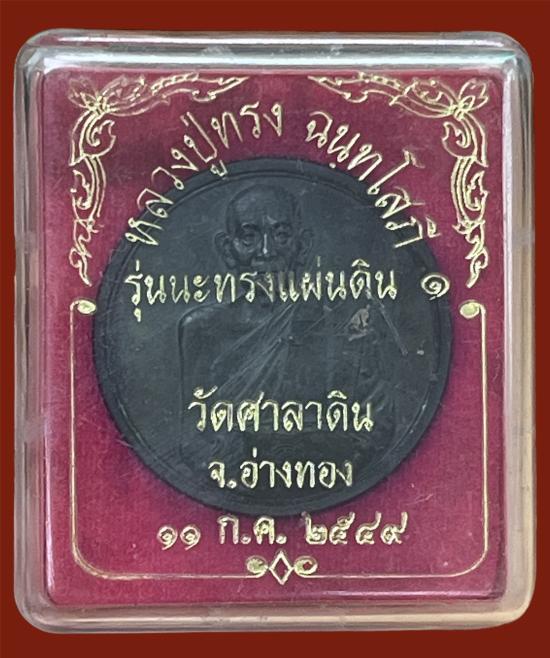 หลวงปู่ทรง ฉนฺทโสภี
รุ่นนะทรงแผ่นดิน ๑
วัดศาลาดิน
จ.อ่างทอง
๑๑ ก.ค. ๒๕๔๙